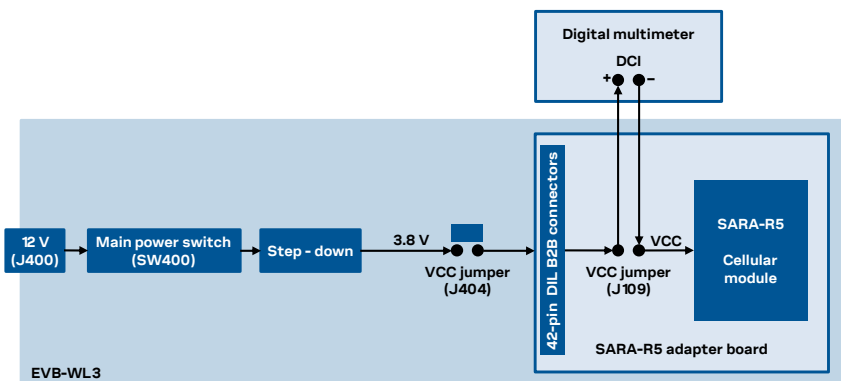 Digital multimeter
DCI
+ −
12 V
(J400)
Main power switch
(SW400)
Step - down
3.8 V
VCC jumper
(J404)
42-pin DIL B2B connectors
VCC
VCC jumper
(J109)
SARA-R5
Cellular
module
SARA-R5 adapter board
EVB-WL3